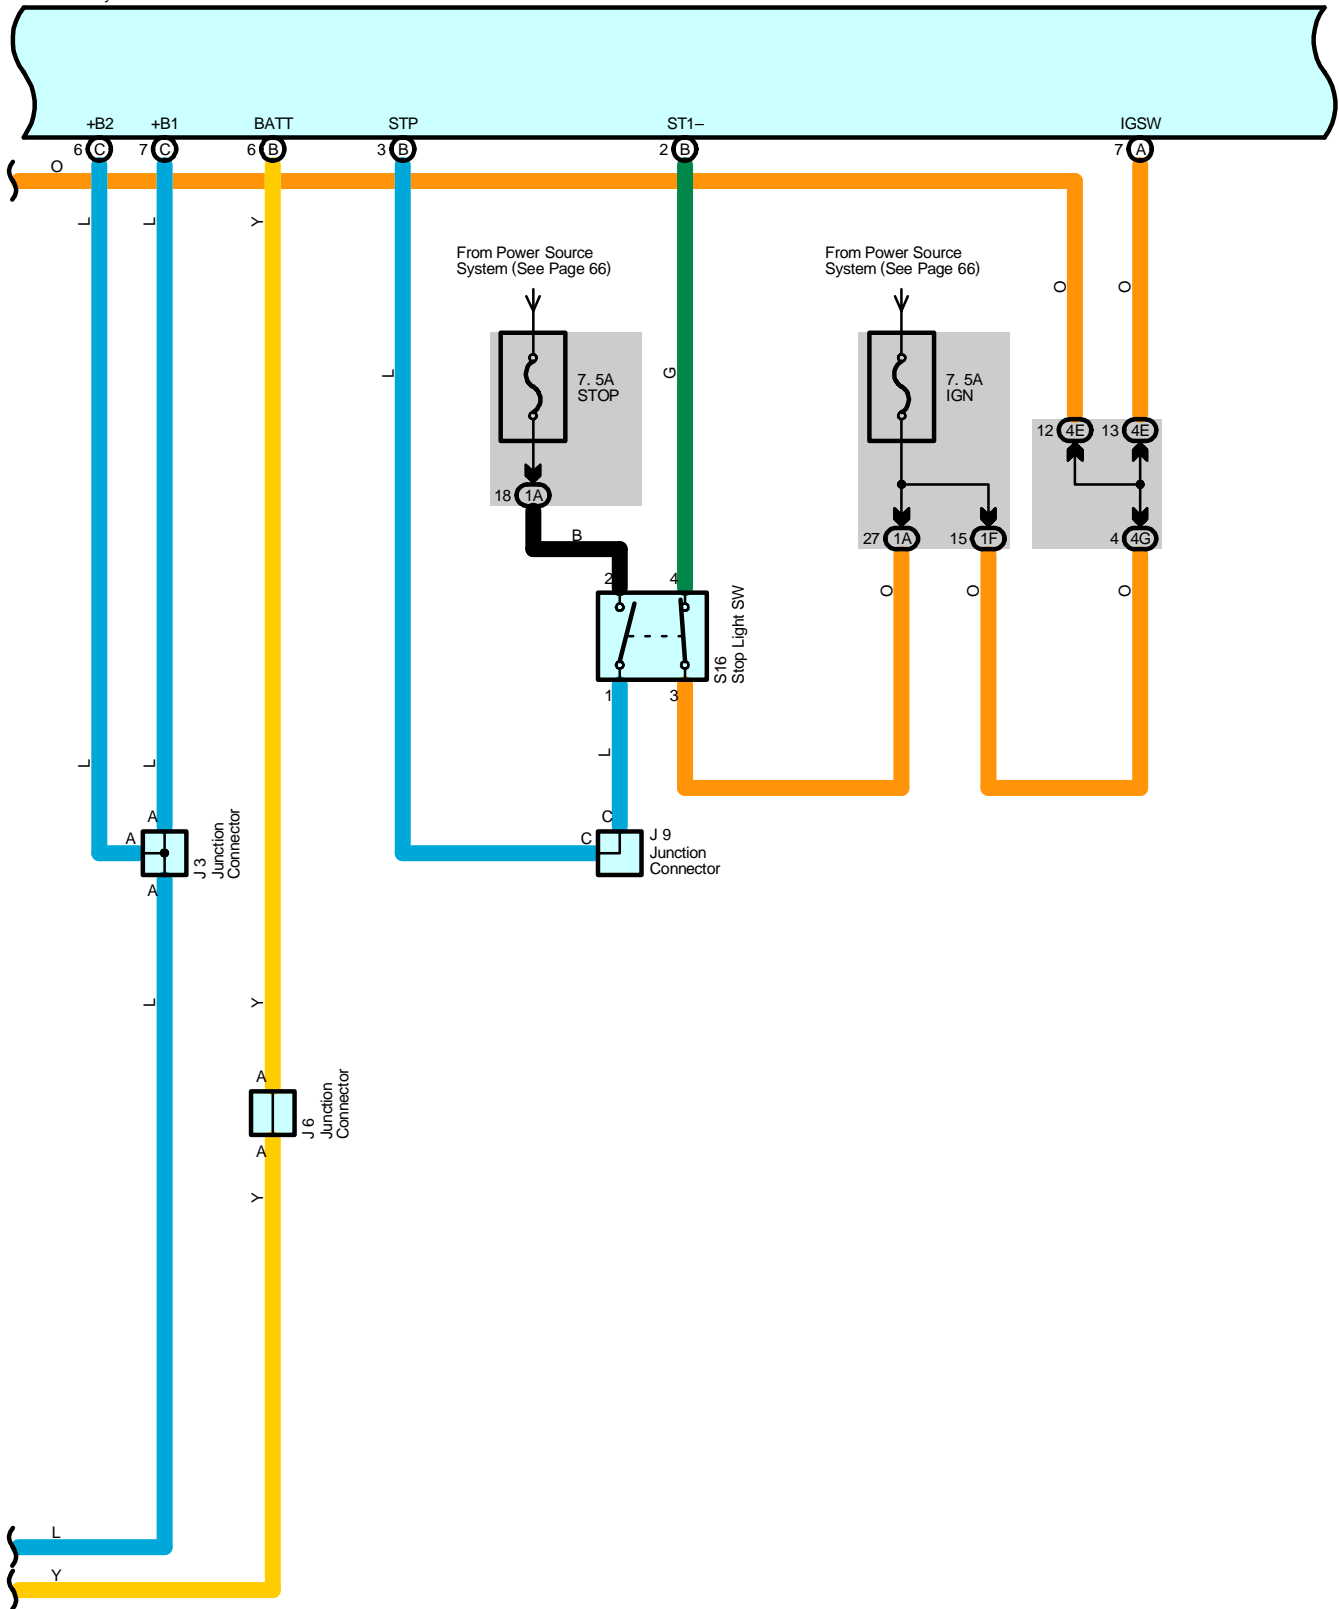 +B2 +B1 BATT STP ST1– IGSW
6 C 7 C 6 B 3 B 2 B 7 A
O
L L Y
From Power Source
System (See Page 66)
From Power Source
System (See Page 66)
O O
L G
7. 5A
STOP
7. 5A
IGN
12 4E 13 4E
18 1A
B
27 1A 15 1F 4 4G
2 4
O O O
S16
Stop Light SW
1 3
L L L
A C
A C
J 3
Junction
Connector
J 9
Junction
Connector
A
L Y
A
J 6
Junction
Connector
A
Y
L
Y